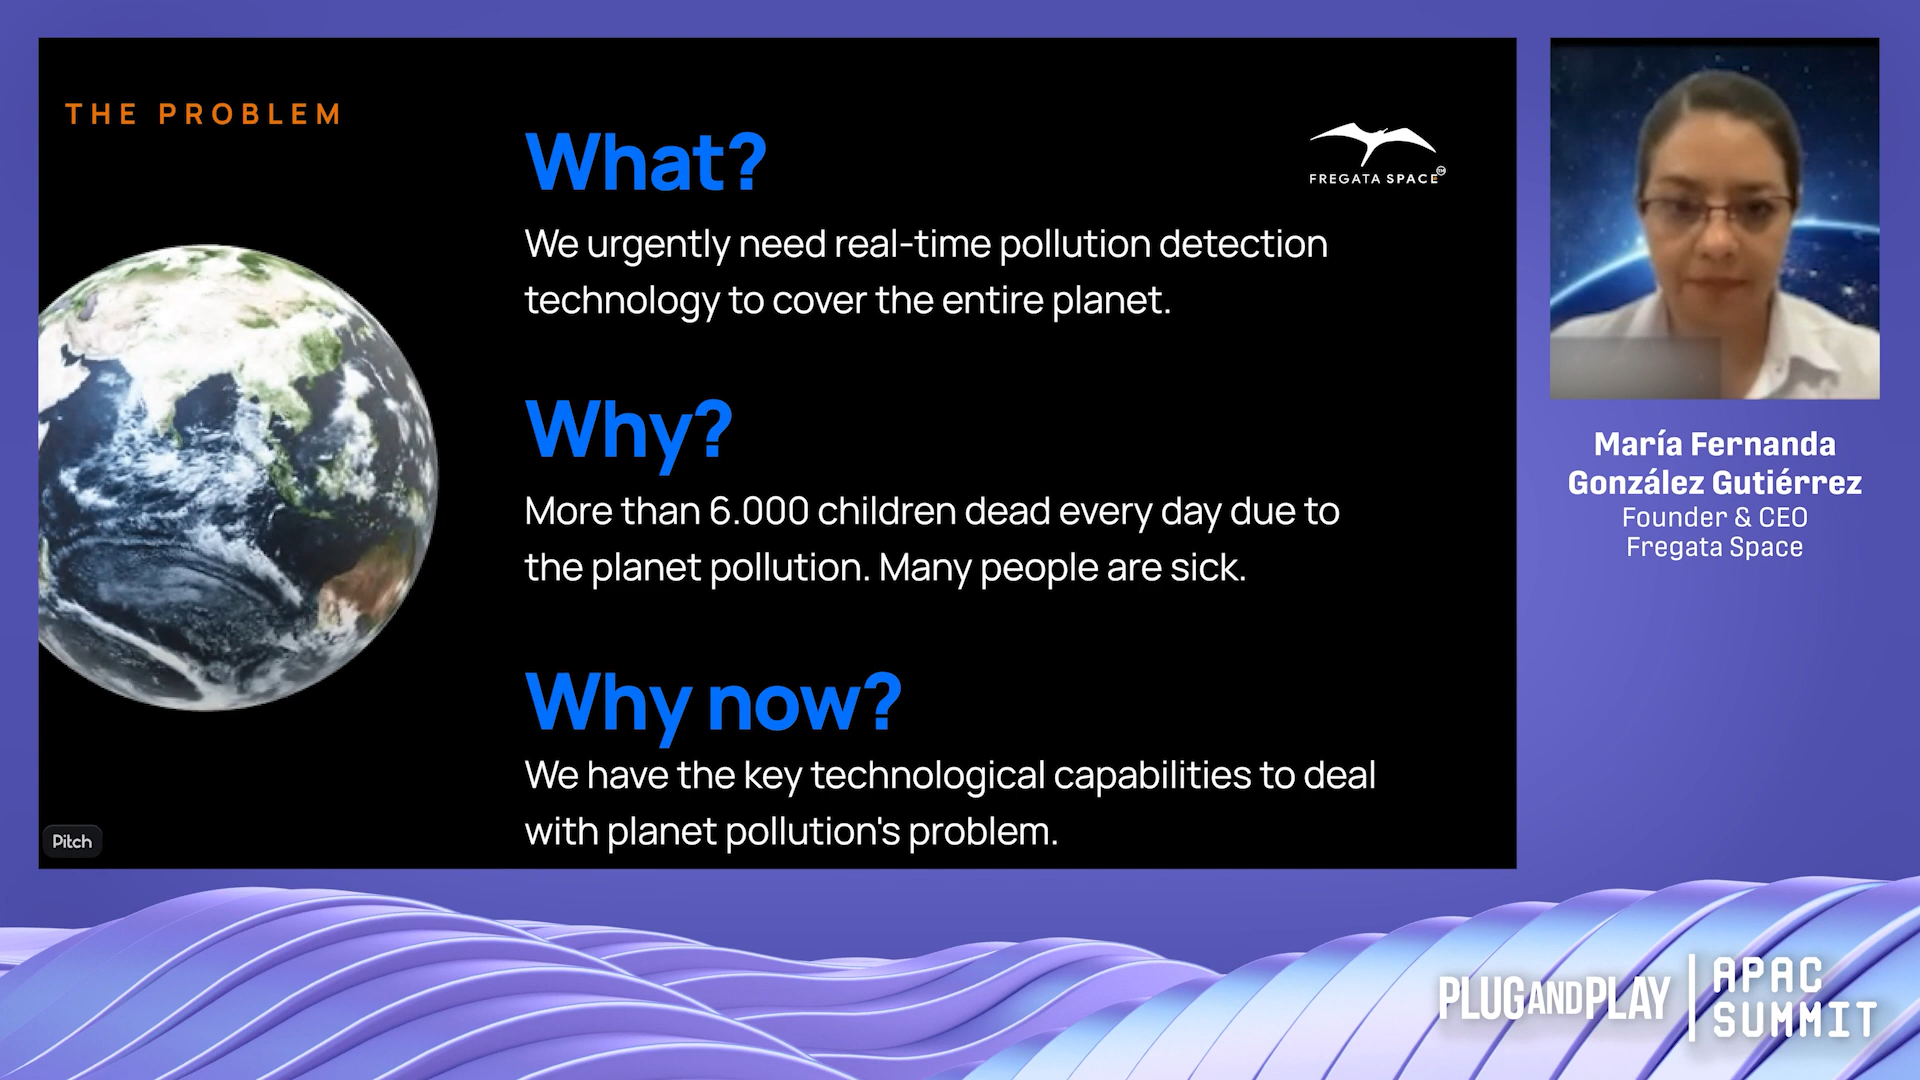 THE PROBLEM
What?
FREGATA SPACE
We urgently need real-time pollution detection
technology to cover the entire planet.
Why?
More than 6.000 children dead every day due to
the planet pollution. Many people are sick.
Why now?
We have the key technological capabilities to deal
with planet pollution's problem.
Pitch
María Fernanda
González Gutiérrez
Founder & CEO
Fregata Space
PLUGANDPLAY
APAC
SUMMIT